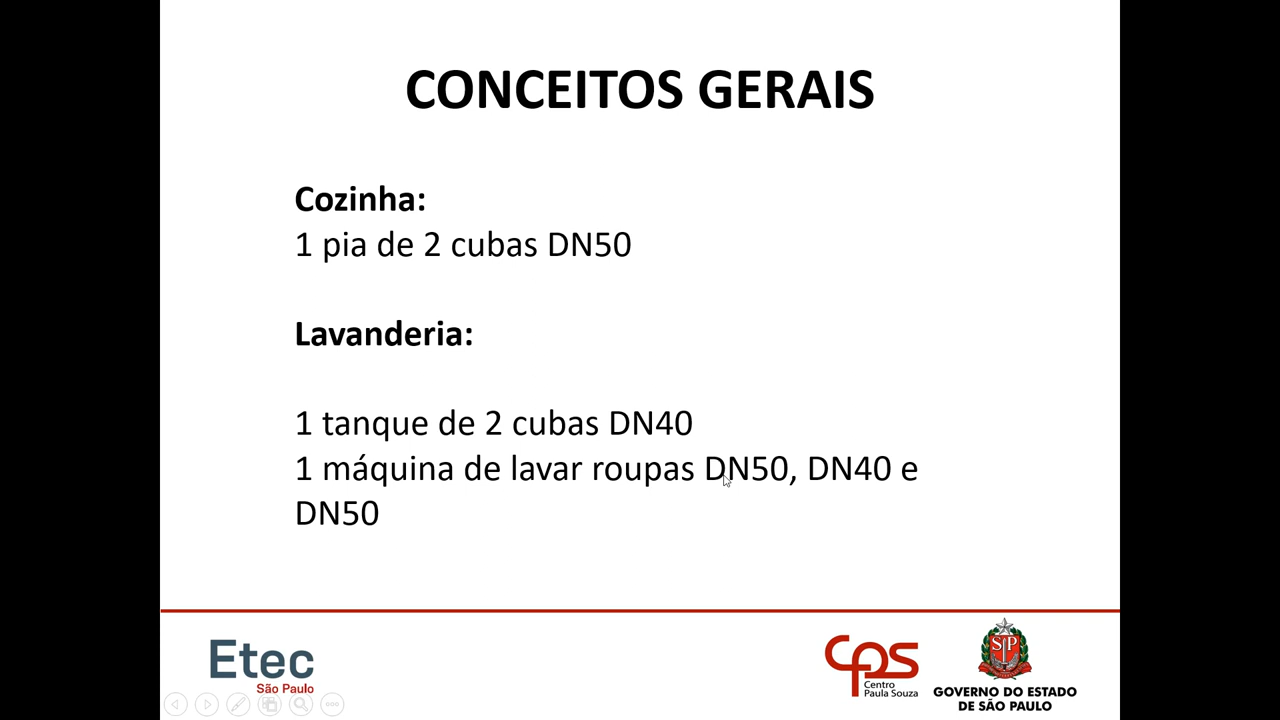 CONCEITOS GERAIS
Cozinha:
1 pia de 2 cubas DN50
Lavanderia:
1 tanque de 2 cubas DN40
1 máquina de lavar roupas DN50, DN40 e
DN50
Etec
São Paulo
cps
Centro
Paula Souza
SP
GOVERNO DO ESTADO
DE SÃO PAULO